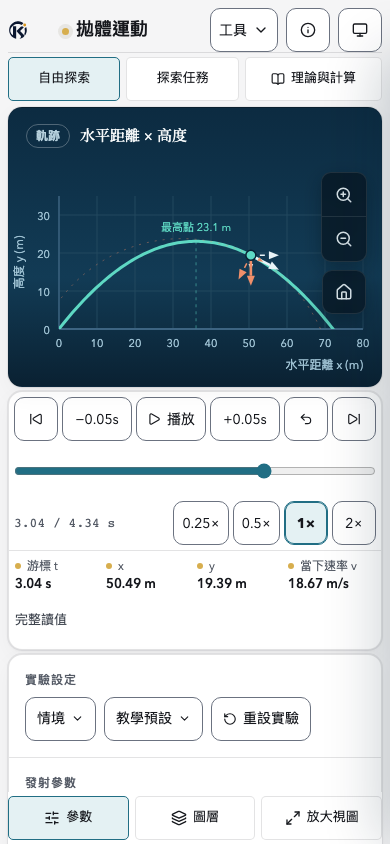 拋體運動
工具
自由探索
探索任務
理論與計算
軌跡
水平距離 × 高度
最高點 23.1 m
高度 y (m)
30
20
10
0
0 10 20 30 40 50 60 70 80
水平距離 x (m)
−0.05s
播放
+0.05s
3.04 / 4.34 s
0.25×
0.5×
1×
2×
游標 t
3.04 s
x
50.49 m
y
19.39 m
當下速率 v
18.67 m/s
完整讀值
實驗設定
情境
教學預設
重設實驗
發射參數
參數
圖層
放大視圖